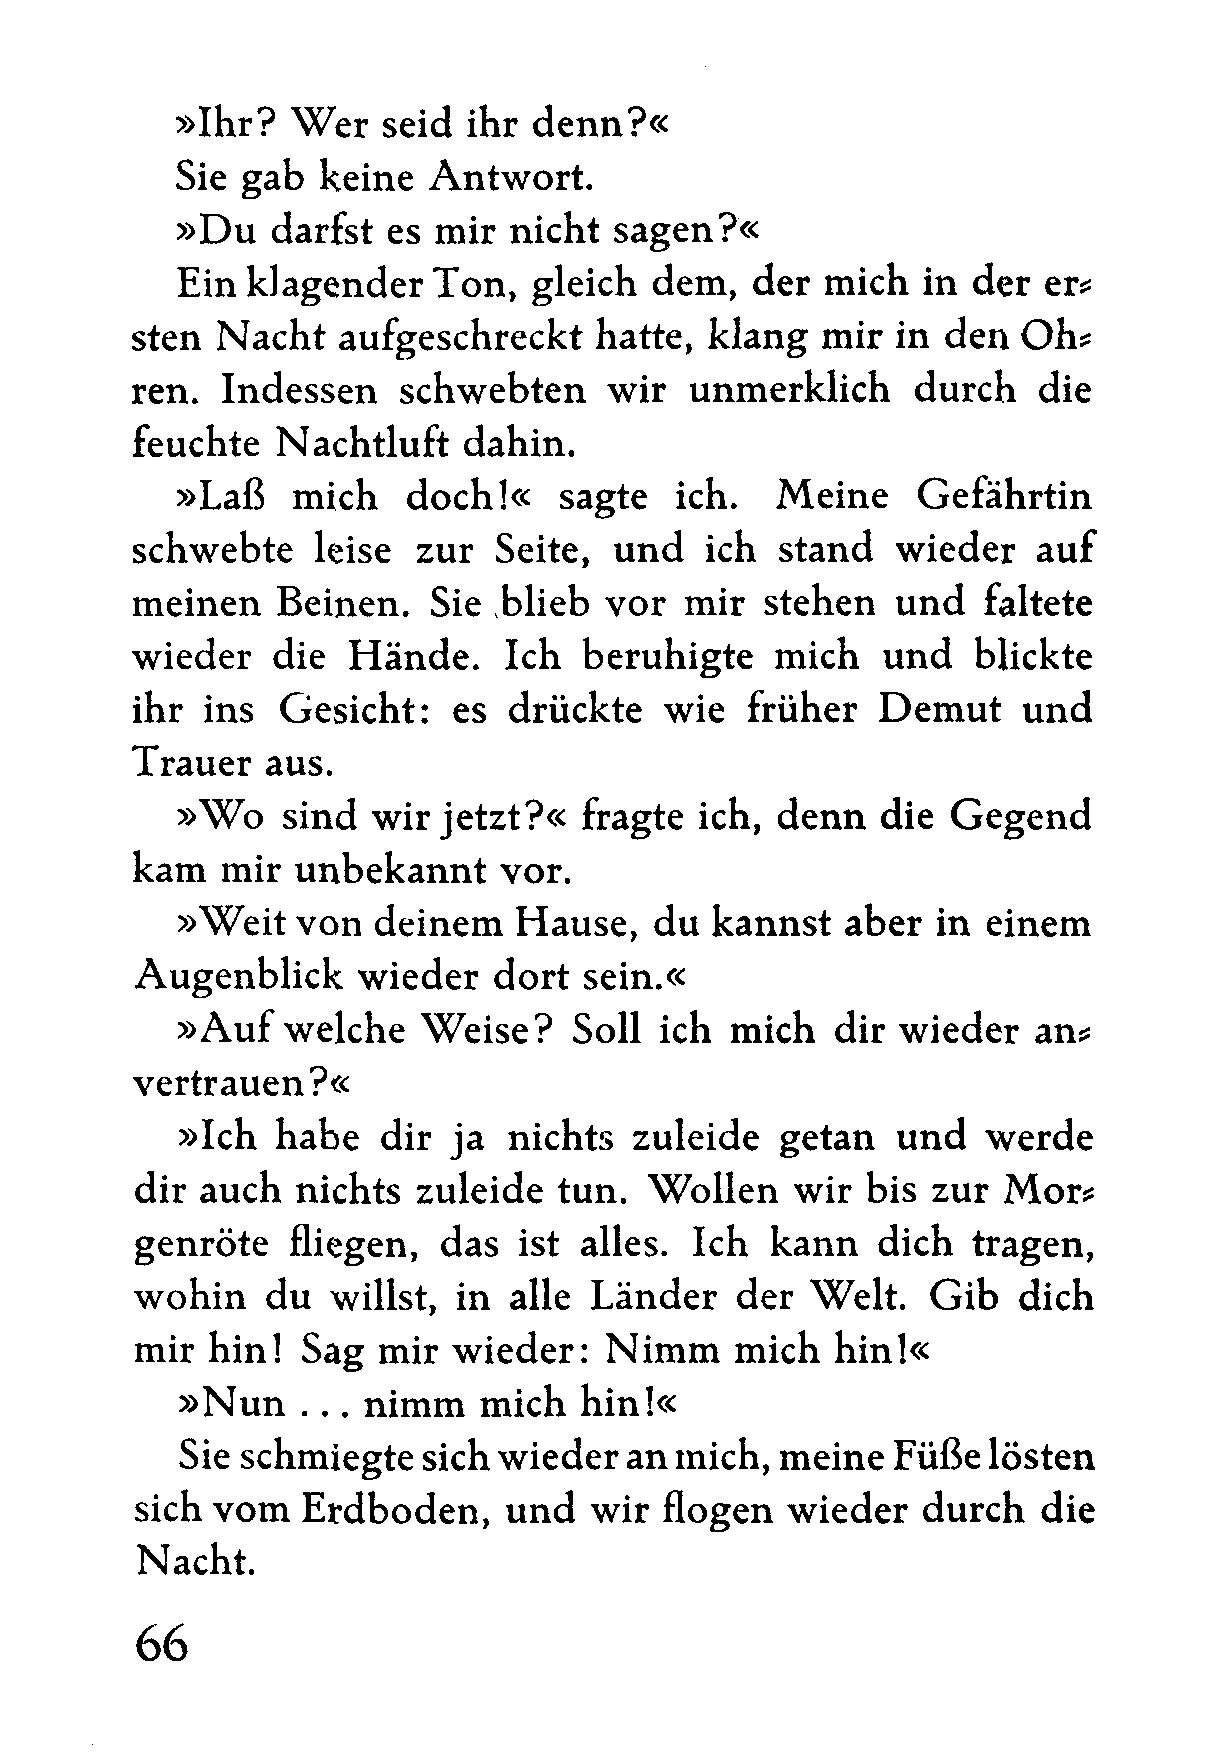 »Ihr? Wer seid ihr denn?«
Sie gab keine Antwort.
»Du darfst es mir nicht sagen?«
Ein klagender Ton, gleich dem, der mich in der er⸗
sten Nacht aufgeschreckt hatte, klang mir in den Oh⸗
ren. Indessen schwebten wir unmerklich durch die
feuchte Nachtluft dahin.
»Laß mich doch!« sagte ich. Meine Gefährtin
schwebte leise zur Seite, und ich stand wieder auf
meinen Beinen. Sie blieb vor mir stehen und faltete
wieder die Hände. Ich beruhigte mich und blickte
ihr ins Gesicht: es drückte wie früher Demut und
Trauer aus.
»Wo sind wir jetzt?« fragte ich, denn die Gegend
kam mir unbekannt vor.
»Weit von deinem Hause, du kannst aber in einem
Augenblick wieder dort sein.«
»Auf welche Weise? Soll ich mich dir wieder an⸗
vertrauen?«
»Ich habe dir ja nichts zuleide getan und werde
dir auch nichts zuleide tun. Wollen wir bis zur Mor⸗
genröte fliegen, das ist alles. Ich kann dich tragen,
wohin du willst, in alle Länder der Welt. Gib dich
mir hin! Sag mir wieder: Nimm mich hin!«
»Nun . . . nimm mich hin!«
Sie schmiegte sich wieder an mich, meine Füße lösten
sich vom Erdboden, und wir flogen wieder durch die
Nacht.
66